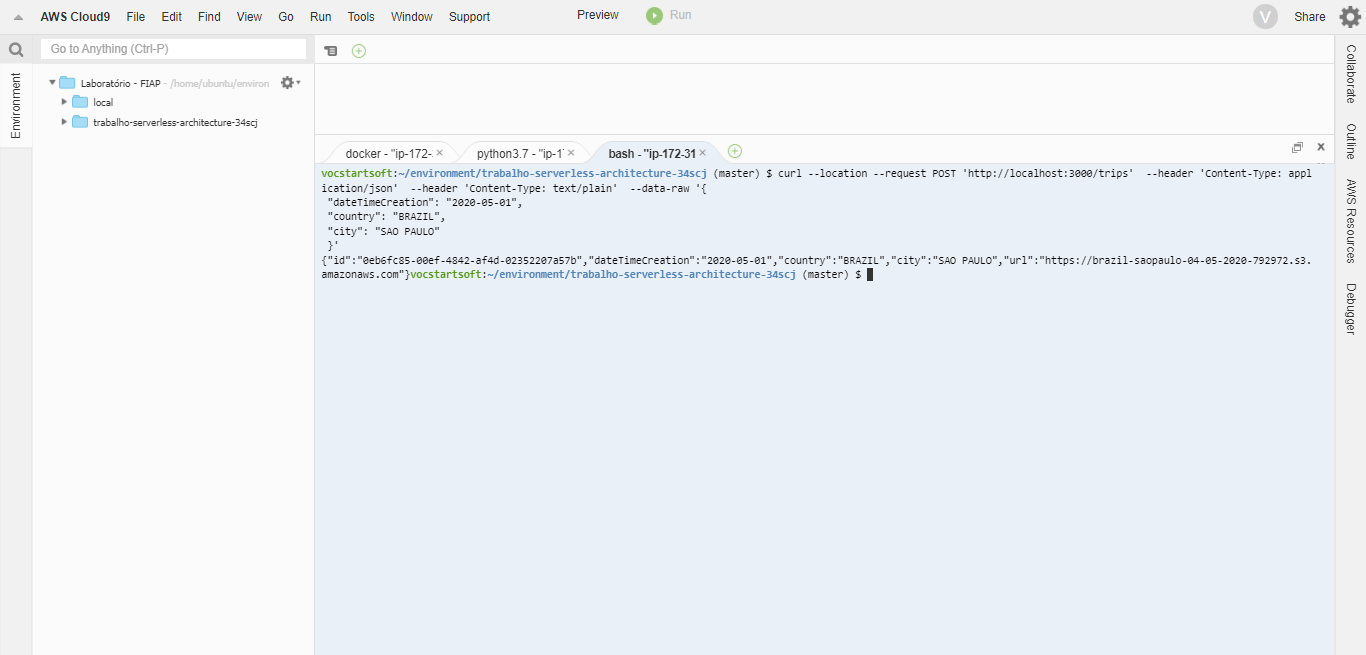 AWS Cloud9 File Edit Find View Go Run Tools Window Support Preview Run V Share
Go to Anything (Ctrl-P)
Environment
Laboratório - FIAP - /home/ubuntu/environ
local
trabalho-serverless-architecture-34scj
docker - "ip-172-
python3.7 - "ip-1
bash - "ip-172-31
vocstartsoft:~/environment/trabalho-serverless-architecture-34scj (master) $ curl --location --request POST 'http://localhost:3000/trips'  --header 'Content-Type: appl
ication/json'  --header 'Content-Type: text/plain'  --data-raw '{
"dateTimeCreation": "2020-05-01",
"country": "BRAZIL",
"city": "SAO PAULO"
}'
{"id":"0eb6fc85-00ef-4842-af4d-02352207a57b","dateTimeCreation":"2020-05-01","country":"BRAZIL","city":"SAO PAULO","url":"https://brazil-saopaulo-04-05-2020-792972.s3.
amazonaws.com"}vocstartsoft:~/environment/trabalho-serverless-architecture-34scj (master) $
Collaborate
Outline
AWS Resources
Debugger